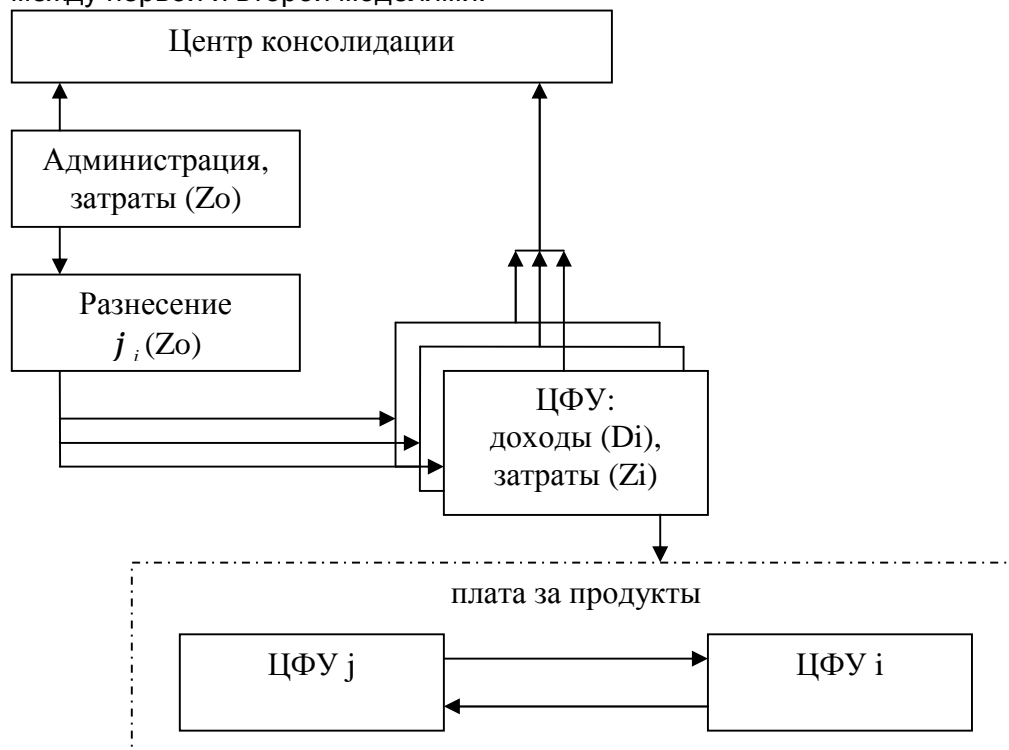 между первой и второй моделями.
Центр консолидации
Администрация,
затраты (Zo)
Разнесение
j i (Zo)
ЦФУ:
доходы (Di),
затраты (Zi)
плата за продукты
ЦФУ j
ЦФУ i